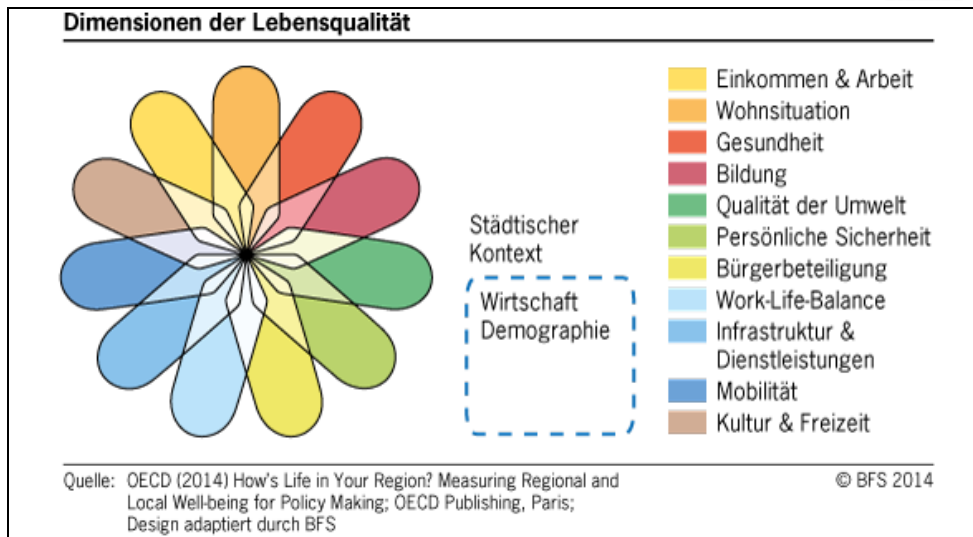 Dimensionen der Lebensqualität
Einkommen & Arbeit
Wohnsituation
Gesundheit
Bildung
Qualität der Umwelt
Persönliche Sicherheit
Bürgerbeteiligung
Work-Life-Balance
Infrastruktur &
Dienstleistungen
Mobilität
Kultur & Freizeit
Städtischer
Kontext
Wirtschaft
Demographie
Quelle: OECD (2014) How's Life in Your Region? Measuring Regional and
Local Well-being for Policy Making; OECD Publishing, Paris;
Design adaptiert durch BFS
© BFS 2014